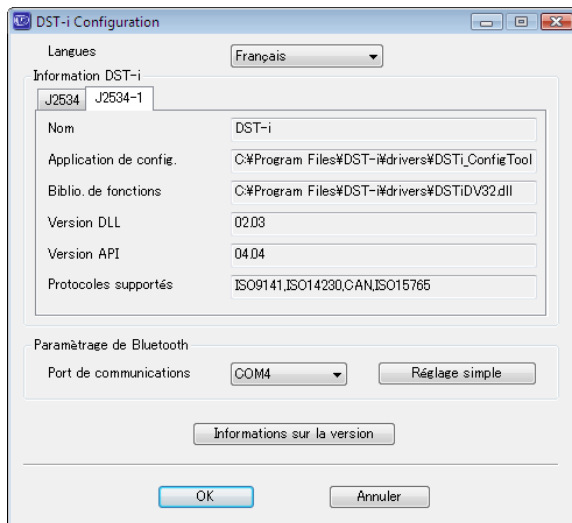 DST-i Configuration
Langues Français
Information DST-i
J2534 J2534-1
Nom DST-i
Application de config. C:¥Program Files¥DST-i¥drivers¥DSTi_ConfigTool
Biblio. de fonctions C:¥Program Files¥DST-i¥drivers¥DSTiDV32.dll
Version DLL 02.03
Version API 04.04
Protocoles supportés ISO9141,ISO14230,CAN,ISO15765
Paramètrage de Bluetooth
Port de communications COM4 Réglage simple
Informations sur la version
OK Annuler